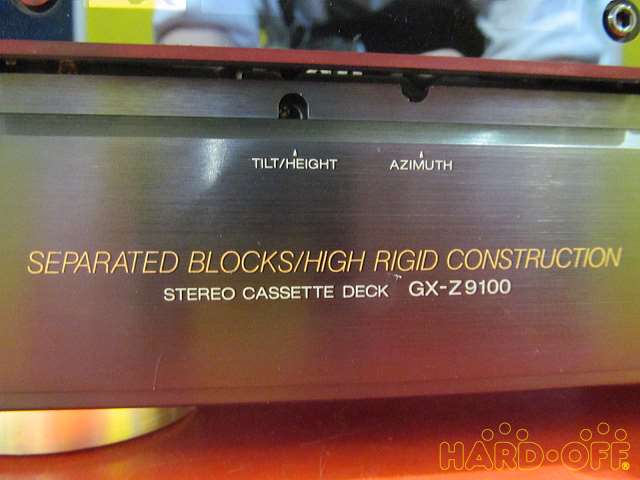 TILT/HEIGHT AZIMUTH
SEPARATED BLOCKS/HIGH RIGID CONSTRUCTION
STEREO CASSETTE DECK GX-Z9100
HARD·OFF®